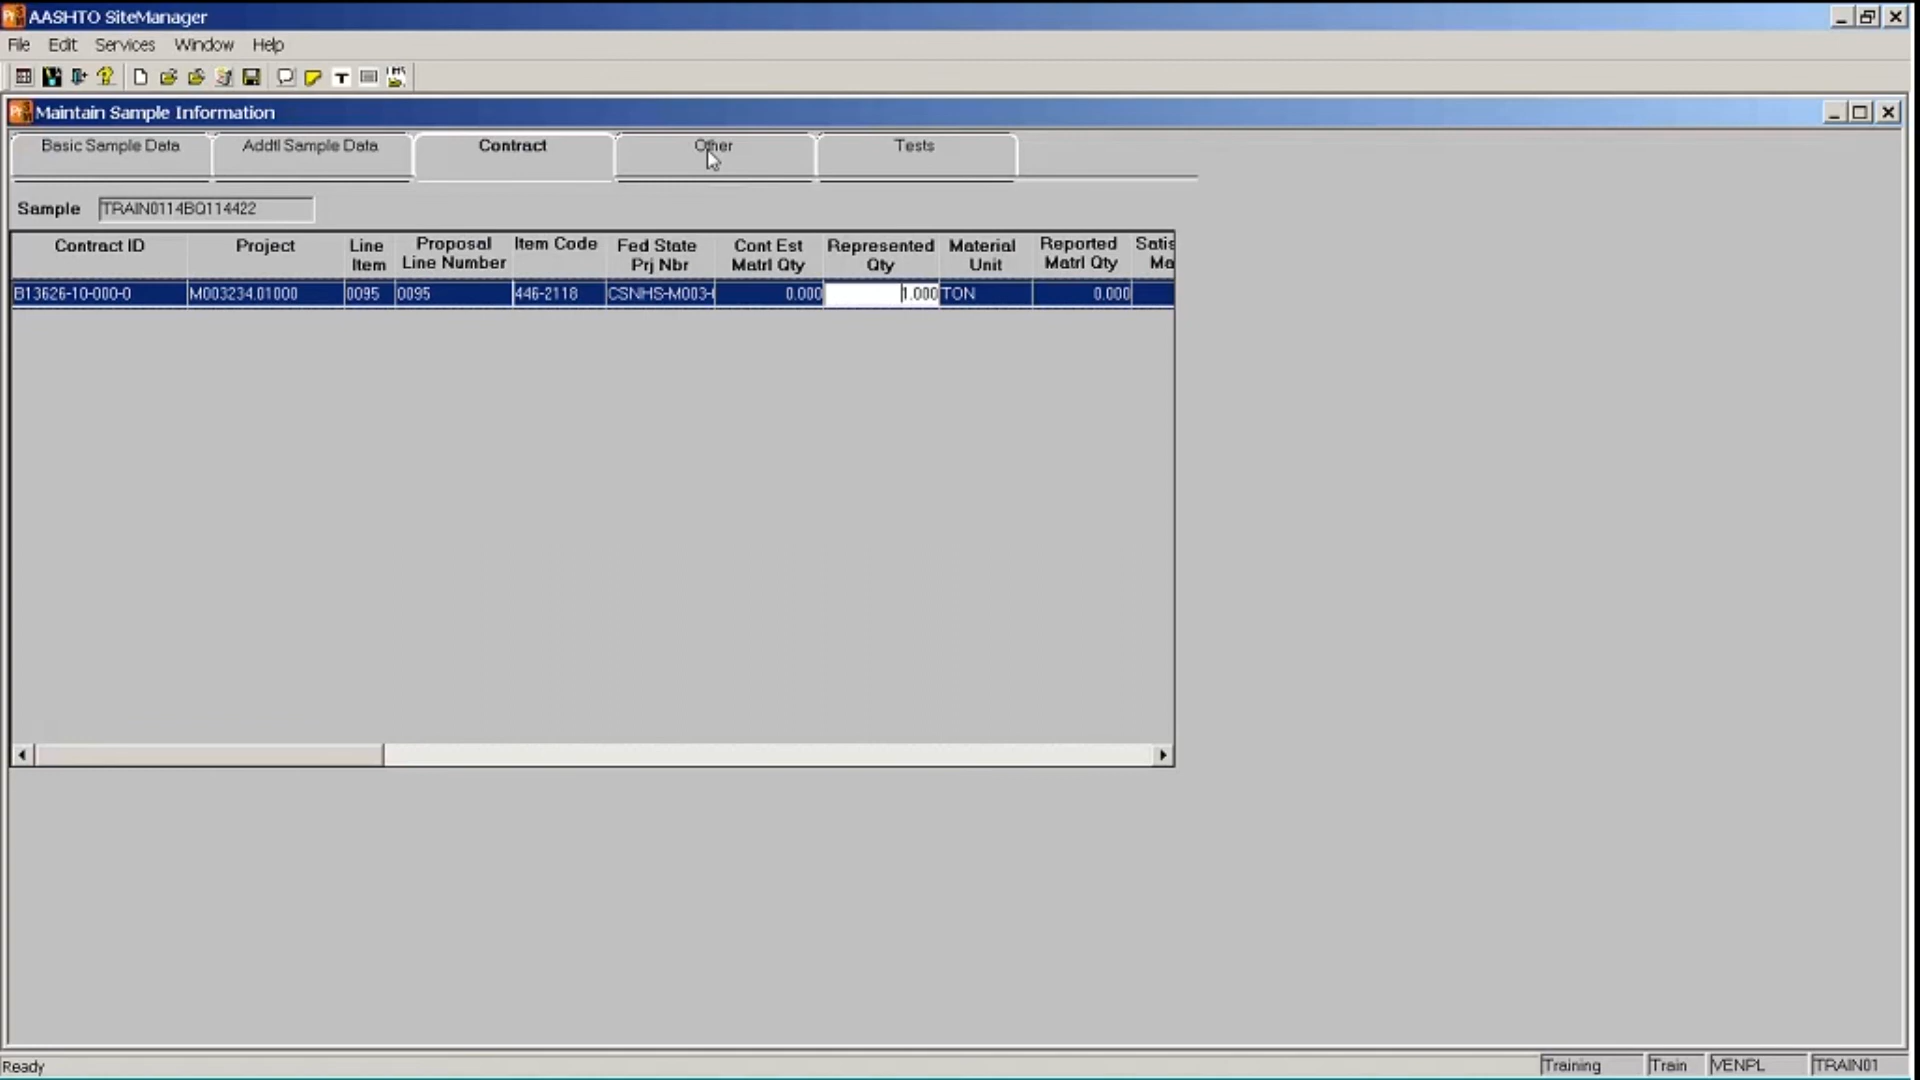 AASHTO SiteManager
File Edit Services Window Help
Maintain Sample Information
Basic Sample Data Addtl Sample Data Contract Other Tests
Sample TRAIN0114BQ114422
Contract ID Project Line Item Proposal Line Number Item Code Fed State Prj Nbr Cont Est Matrl Qty Represented Qty Material Unit Reported Matrl Qty Satis Ma
B13626-10-000-0 M003234.01000 0095 0095 446-2118 CSNHS-M003-( 0.000 1.000 TON 0.000
Ready Training Train VENPL TRAIN01